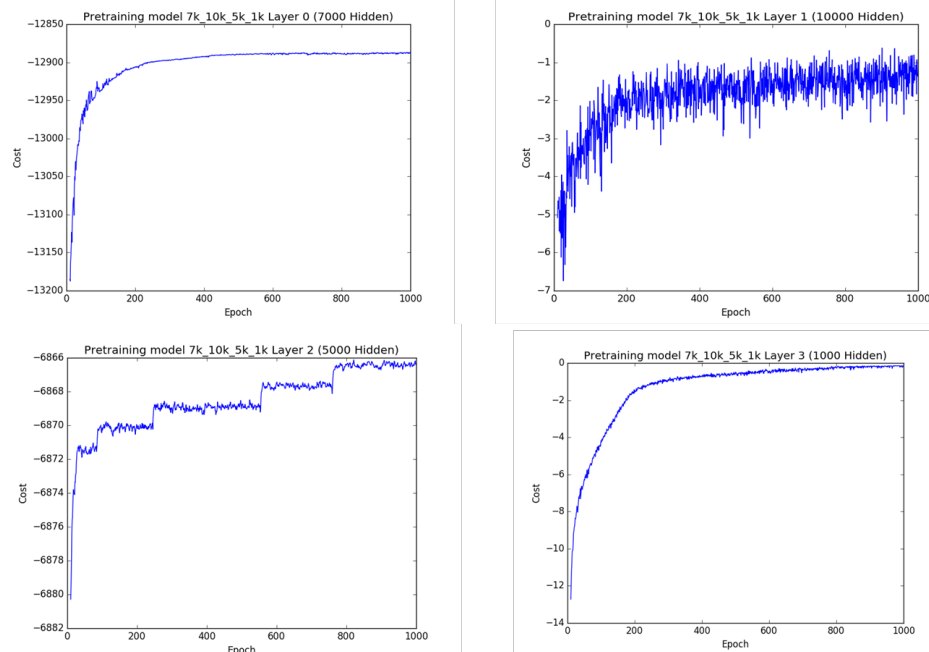 Pretraining model 7k_10k_5k_1k Layer 0 (7000 Hidden)
−12850
−12900
−12950
−13000
−13050
−13100
−13150
−13200
Cost
0 200 400 600 800 1000
Epoch
Pretraining model 7k_10k_5k_1k Layer 1 (10000 Hidden)
0
−1
−2
−3
−4
−5
−6
−7
Cost
0 200 400 600 800 1000
Epoch
Pretraining model 7k_10k_5k_1k Layer 2 (5000 Hidden)
−6866
−6868
−6870
−6872
−6874
−6876
−6878
−6880
−6882
Cost
0 200 400 600 800 1000
Epoch
Pretraining model 7k_10k_5k_1k Layer 3 (1000 Hidden)
0
−2
−4
−6
−8
−10
−12
−14
Cost
0 200 400 600 800 1000
Epoch